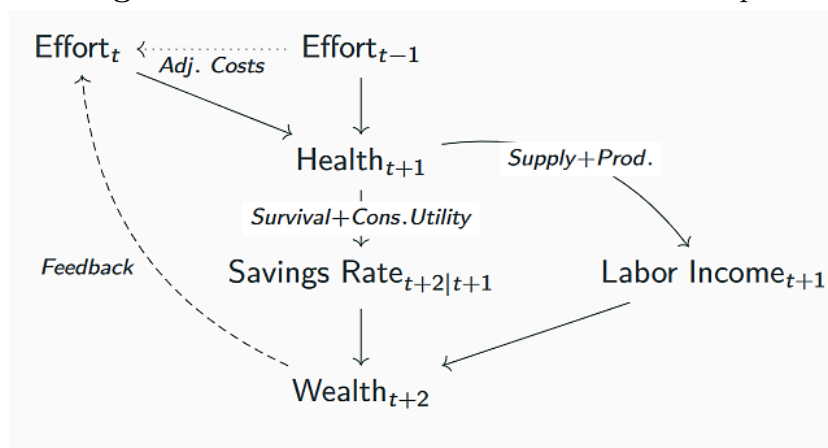 Effort_t Adj. Costs Effort_{t−1}
Health_{t+1} Supply+Prod.
Survival+Cons.Utility
Feedback Savings Rate_{t+2|t+1} Labor Income_{t+1}
Wealth_{t+2}